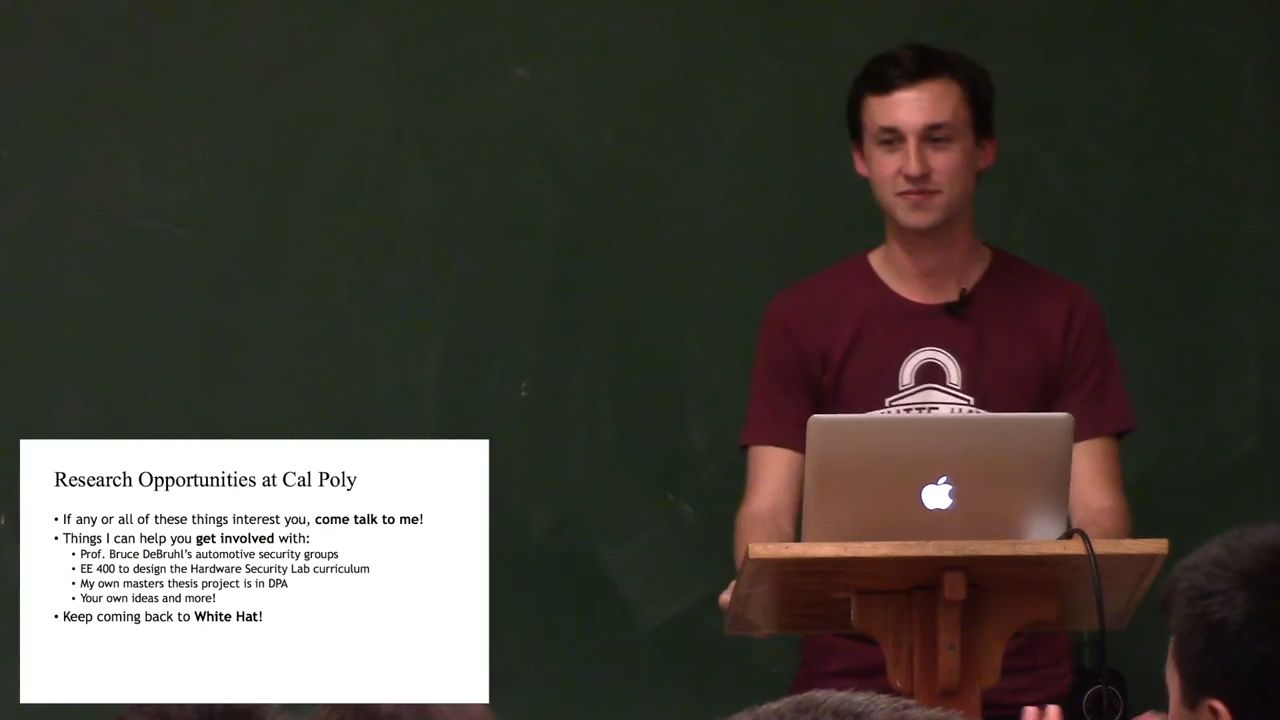 Research Opportunities at Cal Poly
• If any or all of these things interest you, come talk to me!
• Things I can help you get involved with:
• Prof. Bruce DeBruhl's automotive security groups
• EE 400 to design the Hardware Security Lab curriculum
• My own masters thesis project is in DPA
• Your own ideas and more!
• Keep coming back to White Hat!